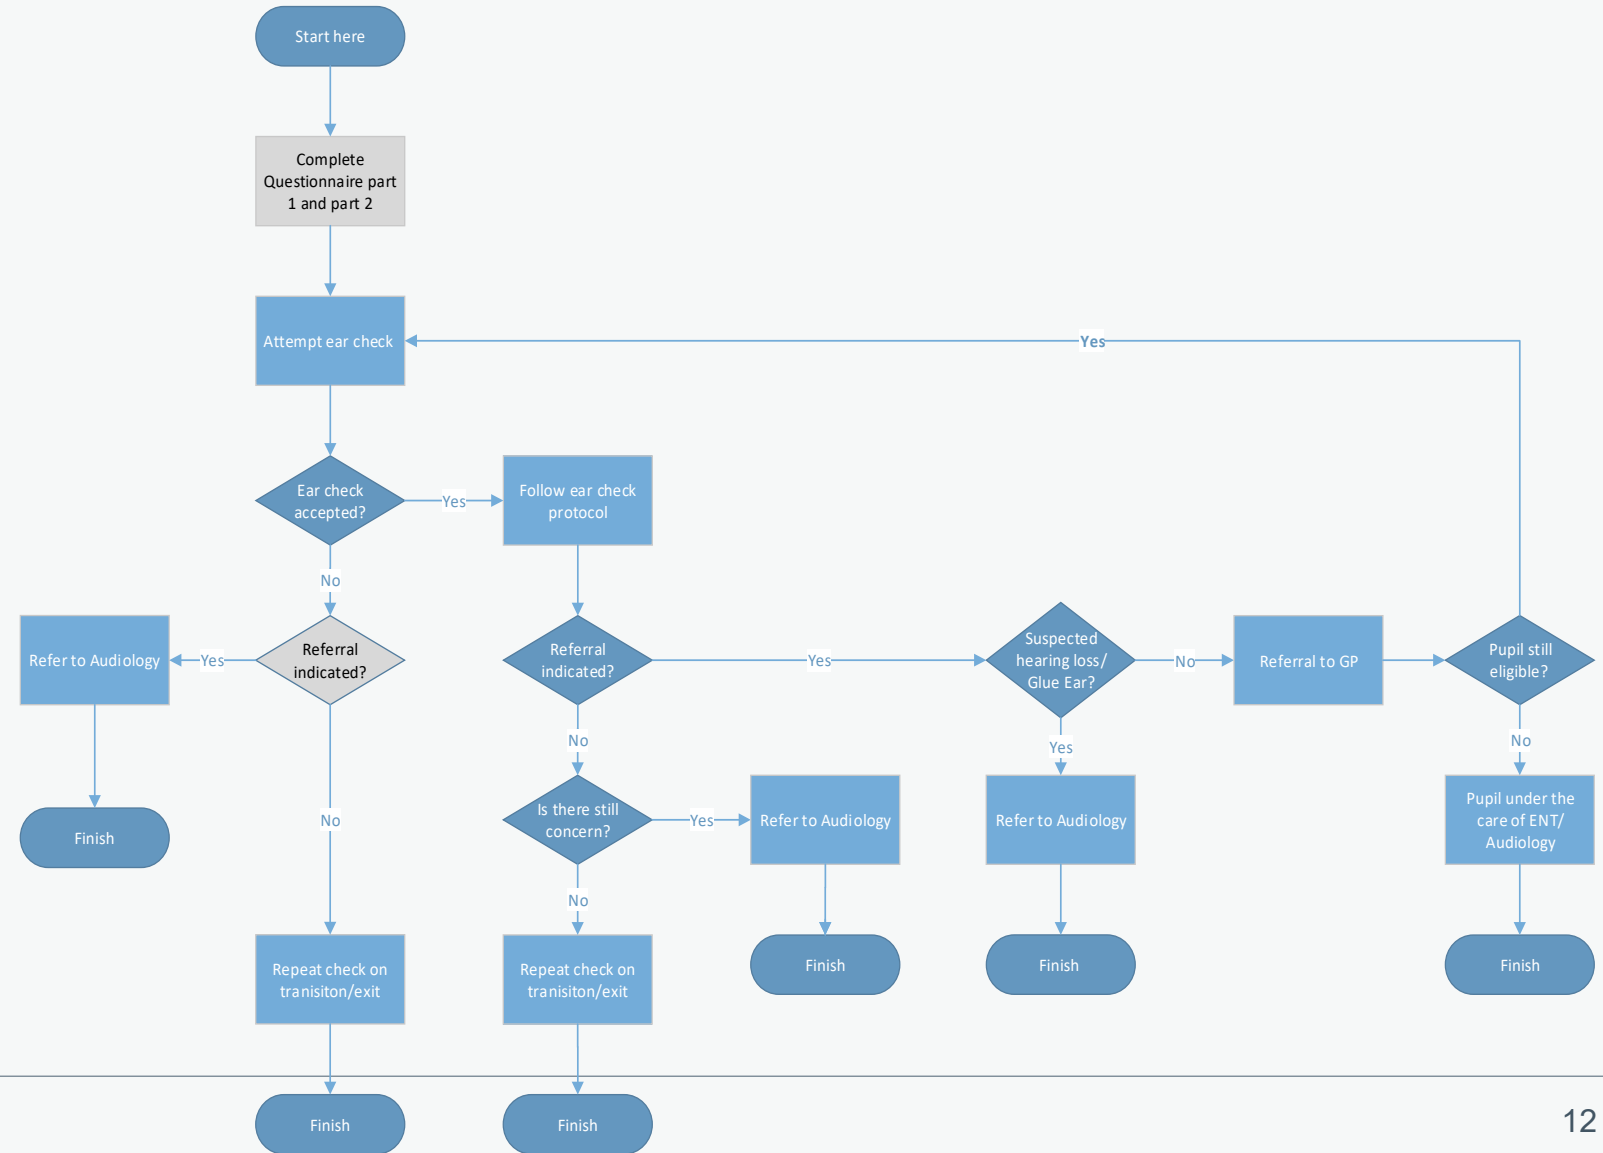 Start here
Complete
Questionnaire part
1 and part 2
Attempt ear check
Yes
Ear check
accepted?
Yes
Follow ear check
protocol
No
Refer to Audiology
Yes
Referral
indicated?
Referral
indicated?
Yes
Suspected
hearing loss/
Glue Ear?
No
Referral to GP
Pupil still
eligible?
No
Yes
No
Finish
No
Is there still
concern?
Yes
Refer to Audiology
Refer to Audiology
Pupil under the
care of ENT/
Audiology
No
Repeat check on
tranisiton/exit
Repeat check on
tranisiton/exit
Finish
Finish
Finish
Finish
Finish
12